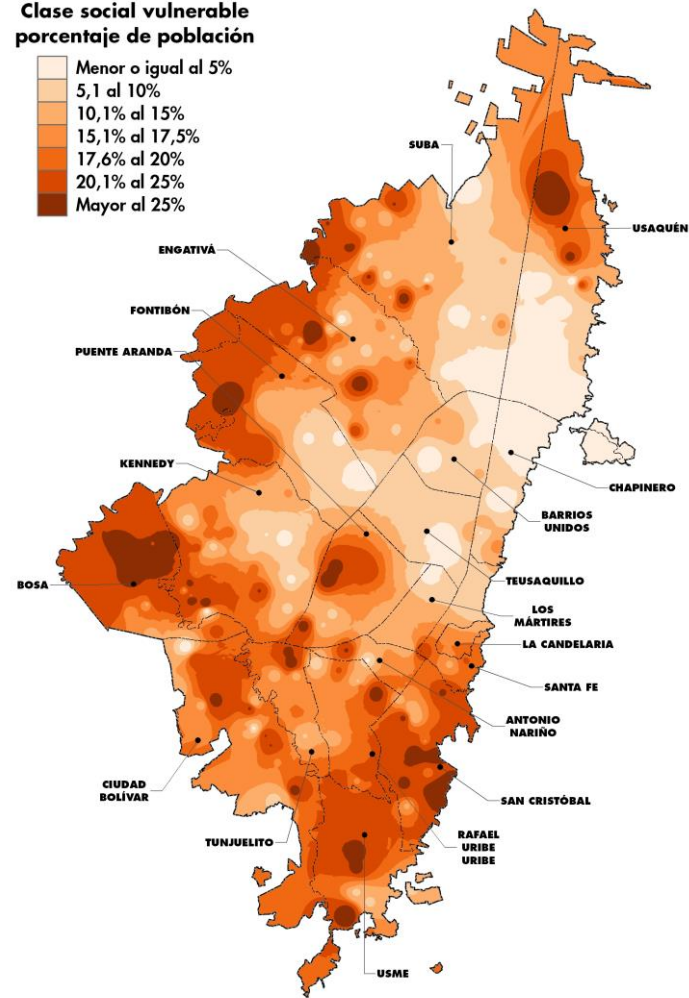 Clase social vulnerable
porcentaje de población
Menor o igual al 5%
5,1 al 10%
10,1% al 15%
15,1% al 17,5%
17,6% al 20%
20,1% al 25%
Mayor al 25%
SUBA
USAQUÉN
ENGATIVÁ
FONTIBÓN
PUENTE ARANDA
KENNEDY
CHAPINERO
BARRIOS
UNIDOS
BOSA
TEUSAQUILLO
LOS
MÁRTIRES
LA CANDELARIA
SANTA FE
ANTONIO
NARIÑO
CIUDAD
BOLÍVAR
SAN CRISTÓBAL
TUNJUELITO
RAFAEL
URIBE
URIBE
USME